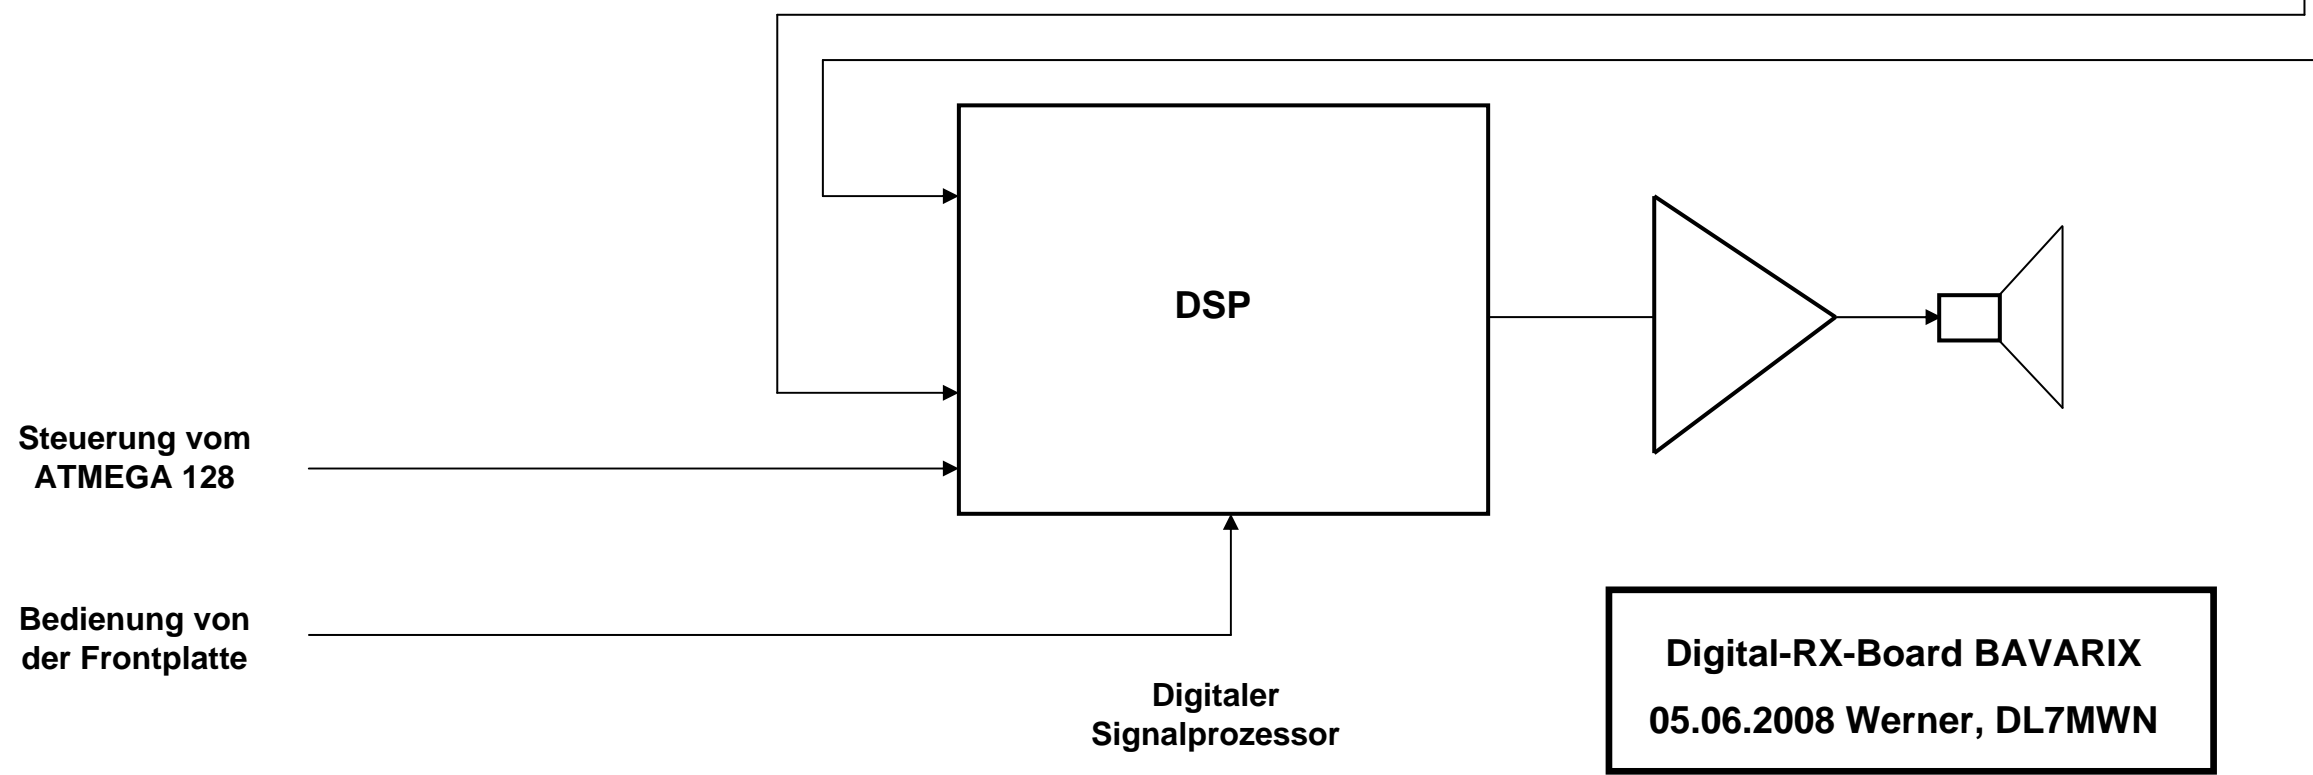 DSP
Steuerung vom
ATMEGA 128
Bedienung von
der Frontplatte
Digitaler
Signalprozessor
Digital-RX-Board BAVARIX
05.06.2008 Werner, DL7MWN